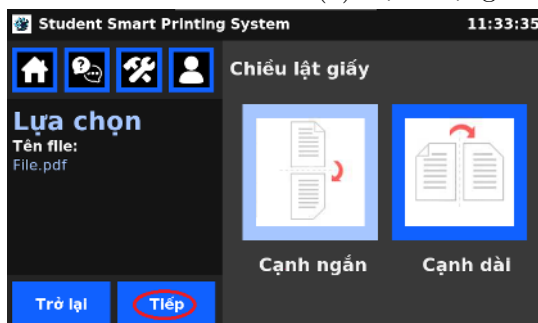 Student Smart Printing System
11:33:35
Chiều lật giấy
Lựa chọn
Tên file:
File.pdf
Cạnh ngắn
Cạnh dài
Trở lại
Tiếp